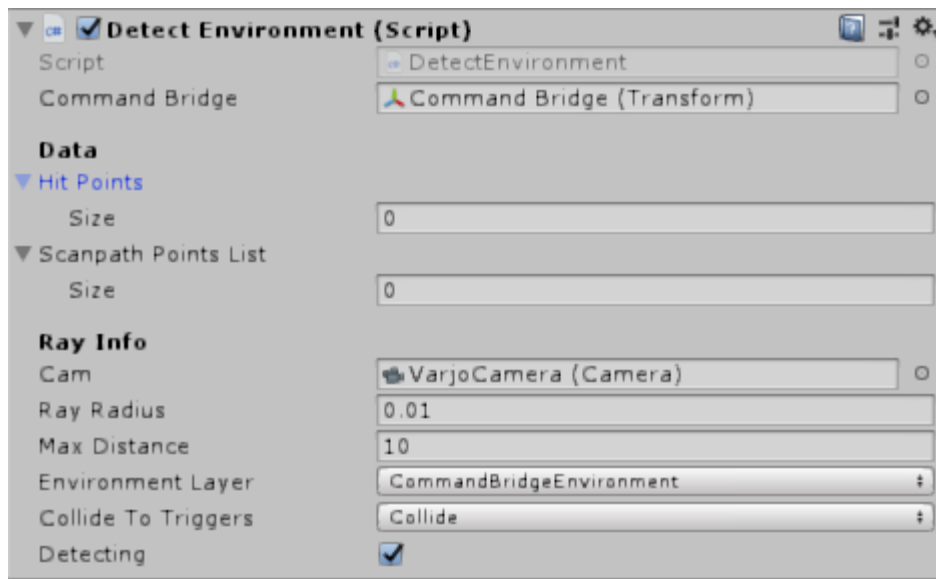 Detect Environment (Script)
Script DetectEnvironment
Command Bridge Command Bridge (Transform)
Data
Hit Points
Size 0
Scanpath Points List
Size 0
Ray Info
Cam VarjoCamera (Camera)
Ray Radius 0.01
Max Distance 10
Environment Layer CommandBridgeEnvironment
Collide To Triggers Collide
Detecting